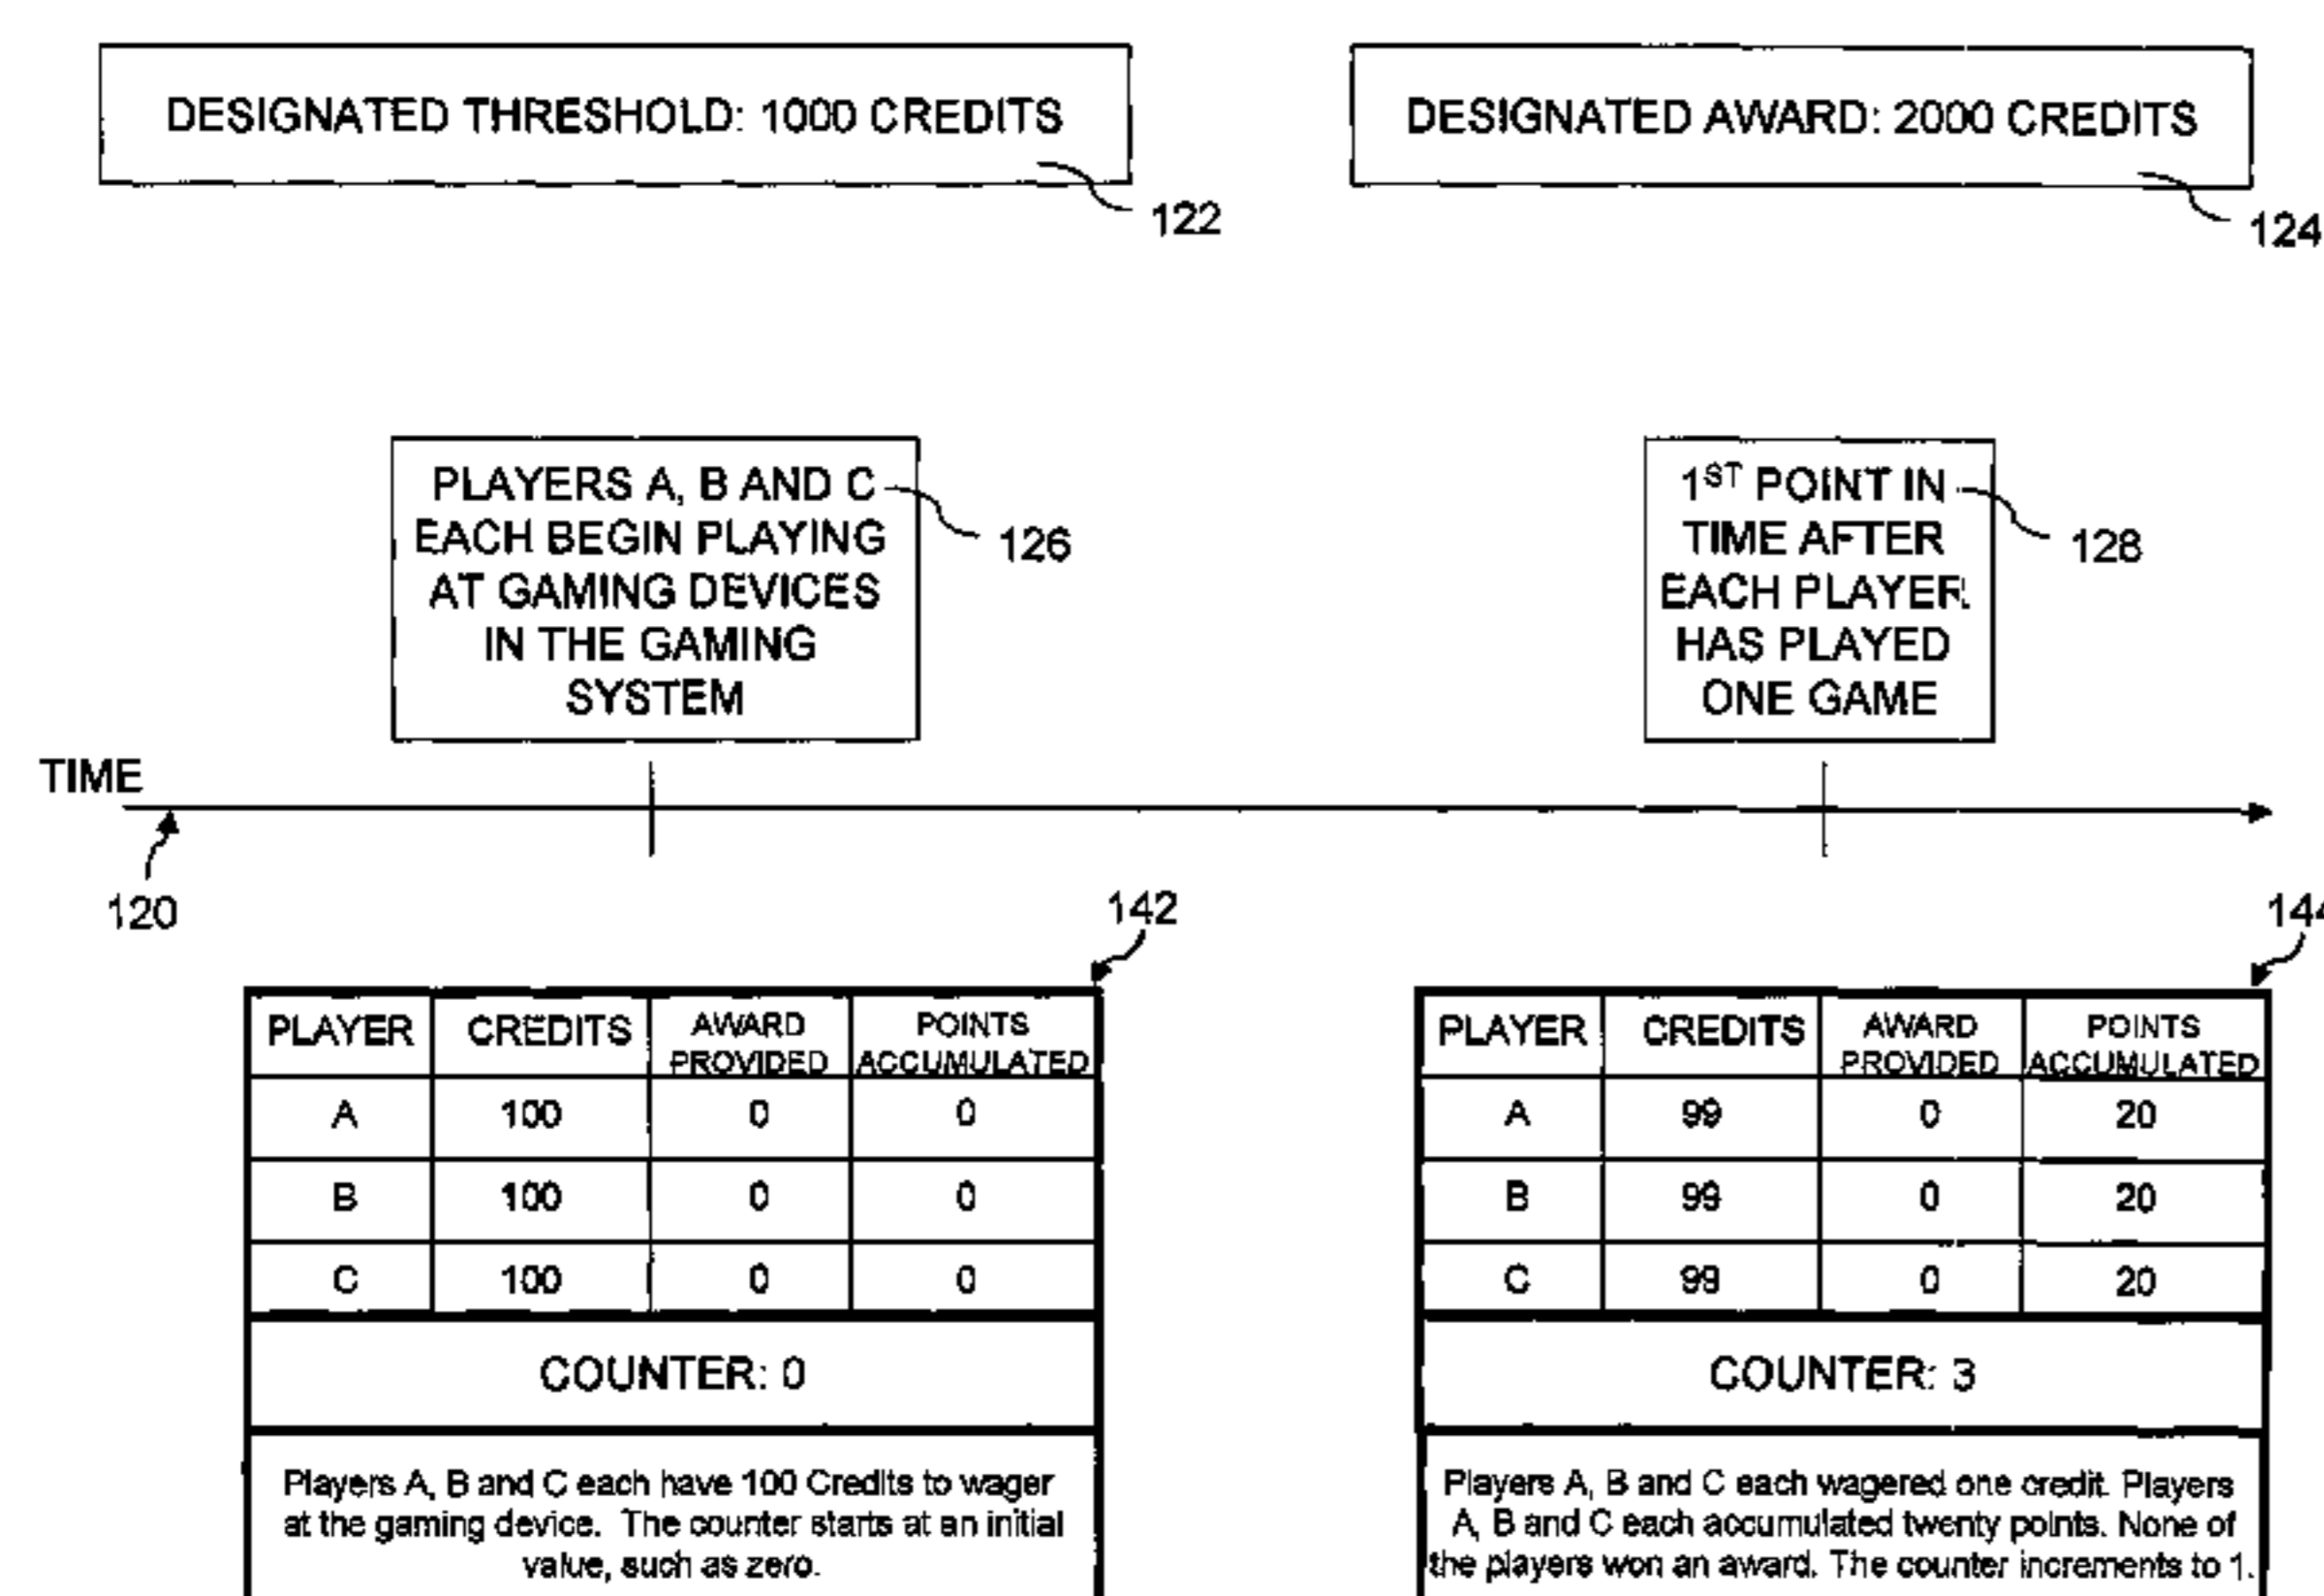 DESIGNATED THRESHOLD: 1000 CREDITS
122
DESIGNATED AWARD: 2000 CREDITS
124
PLAYERS A, B AND C
EACH BEGIN PLAYING
AT GAMING DEVICES
IN THE GAMING
SYSTEM
126
1ST POINT IN
TIME AFTER
EACH PLAYER
HAS PLAYED
ONE GAME
128
TIME
120
142
PLAYER CREDITS AWARD PROVIDED POINTS ACCUMULATED
A 100 0 0
B 100 0 0
C 100 0 0
COUNTER: 0
Players A, B and C each have 100 Credits to wager
at the gaming device. The counter starts at an initial
value, such as zero.
144
PLAYER CREDITS AWARD PROVIDED POINTS ACCUMULATED
A 99 0 20
B 99 0 20
C 99 0 20
COUNTER: 3
Players A, B and C each wagered one credit. Players
A, B and C each accumulated twenty points. None of
the players won an award. The counter increments to 1.